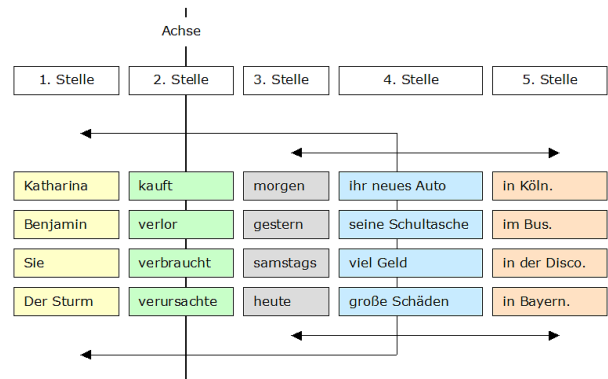 Achse
1. Stelle 2. Stelle 3. Stelle 4. Stelle 5. Stelle
Katharina kauft morgen ihr neues Auto in Köln.
Benjamin verlor gestern seine Schultasche im Bus.
Sie verbraucht samstags viel Geld in der Disco.
Der Sturm verursachte heute große Schäden in Bayern.